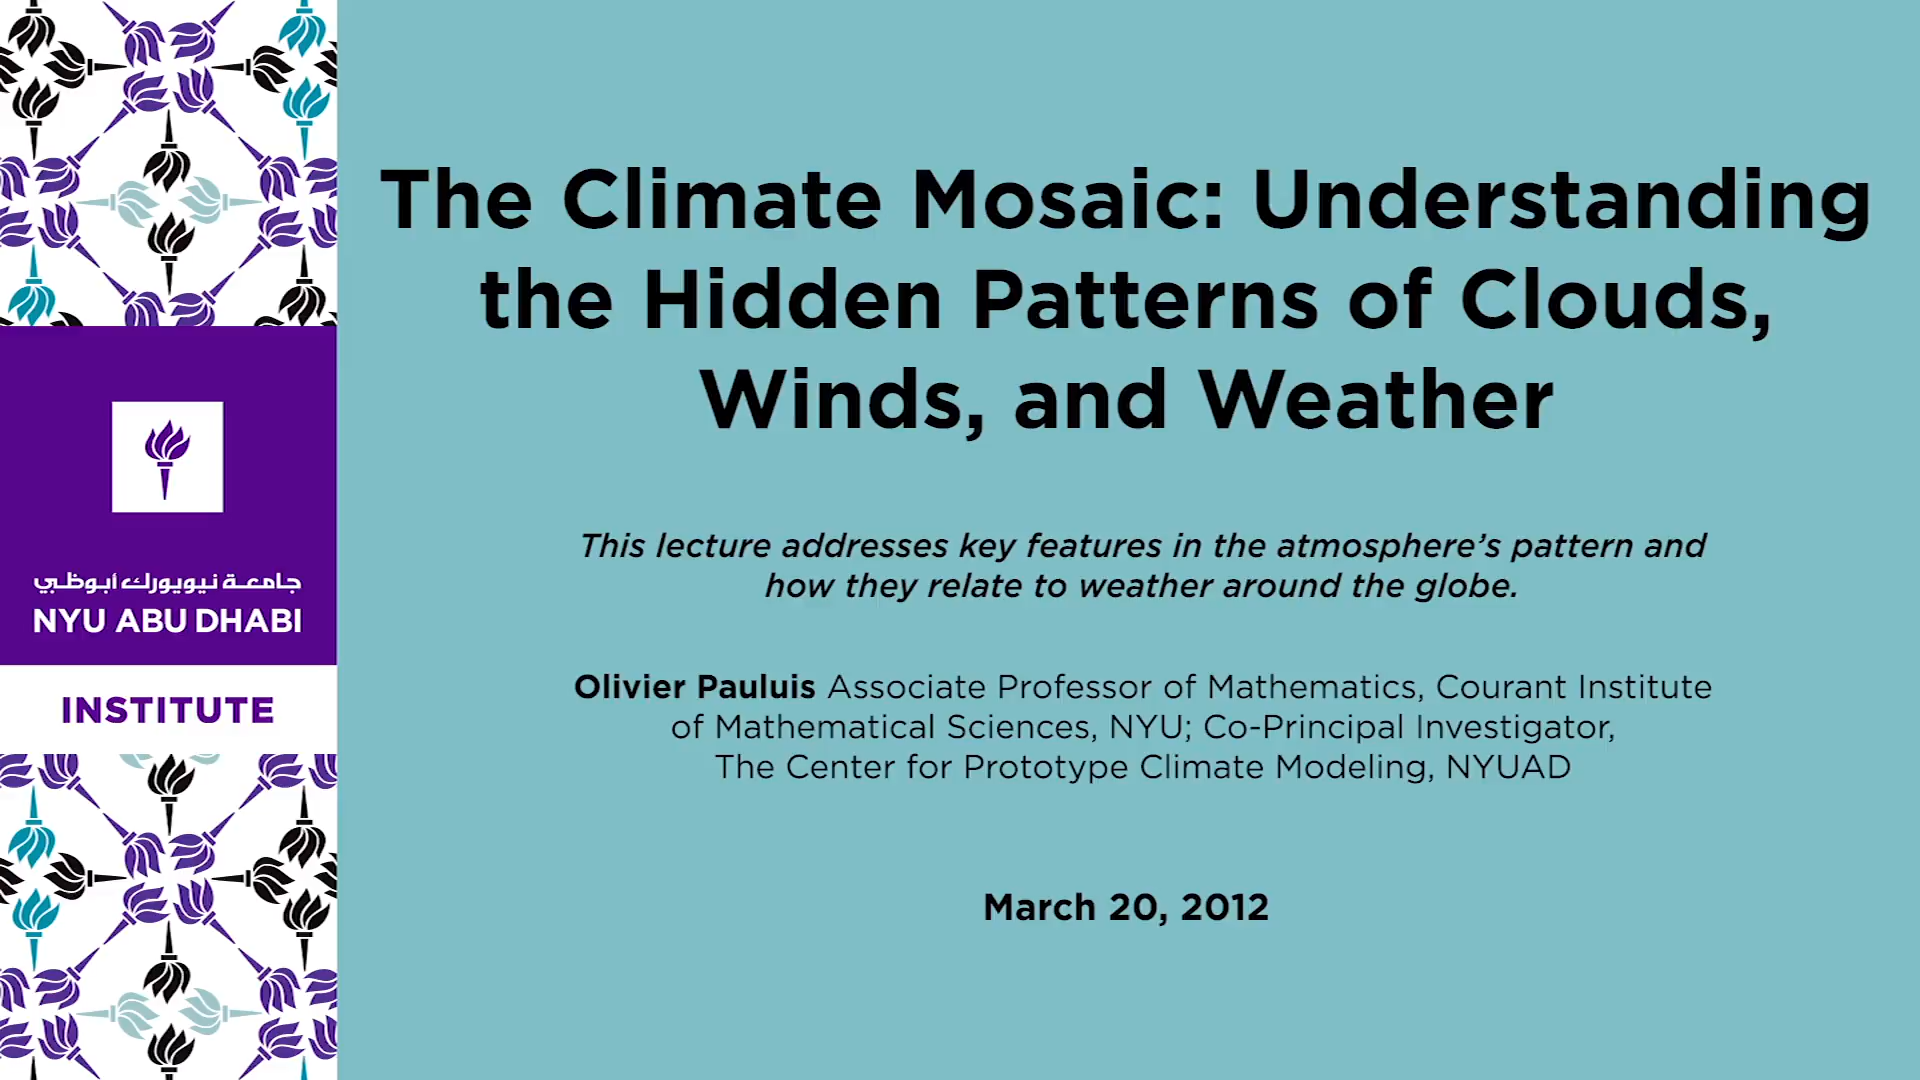 The Climate Mosaic: Understanding
the Hidden Patterns of Clouds,
Winds, and Weather
This lecture addresses key features in the atmosphere's pattern and
how they relate to weather around the globe.
Olivier Pauluis Associate Professor of Mathematics, Courant Institute
of Mathematical Sciences, NYU; Co-Principal Investigator,
The Center for Prototype Climate Modeling, NYUAD
March 20, 2012
جامعة نيويورك أبوظبي
NYU ABU DHABI
INSTITUTE